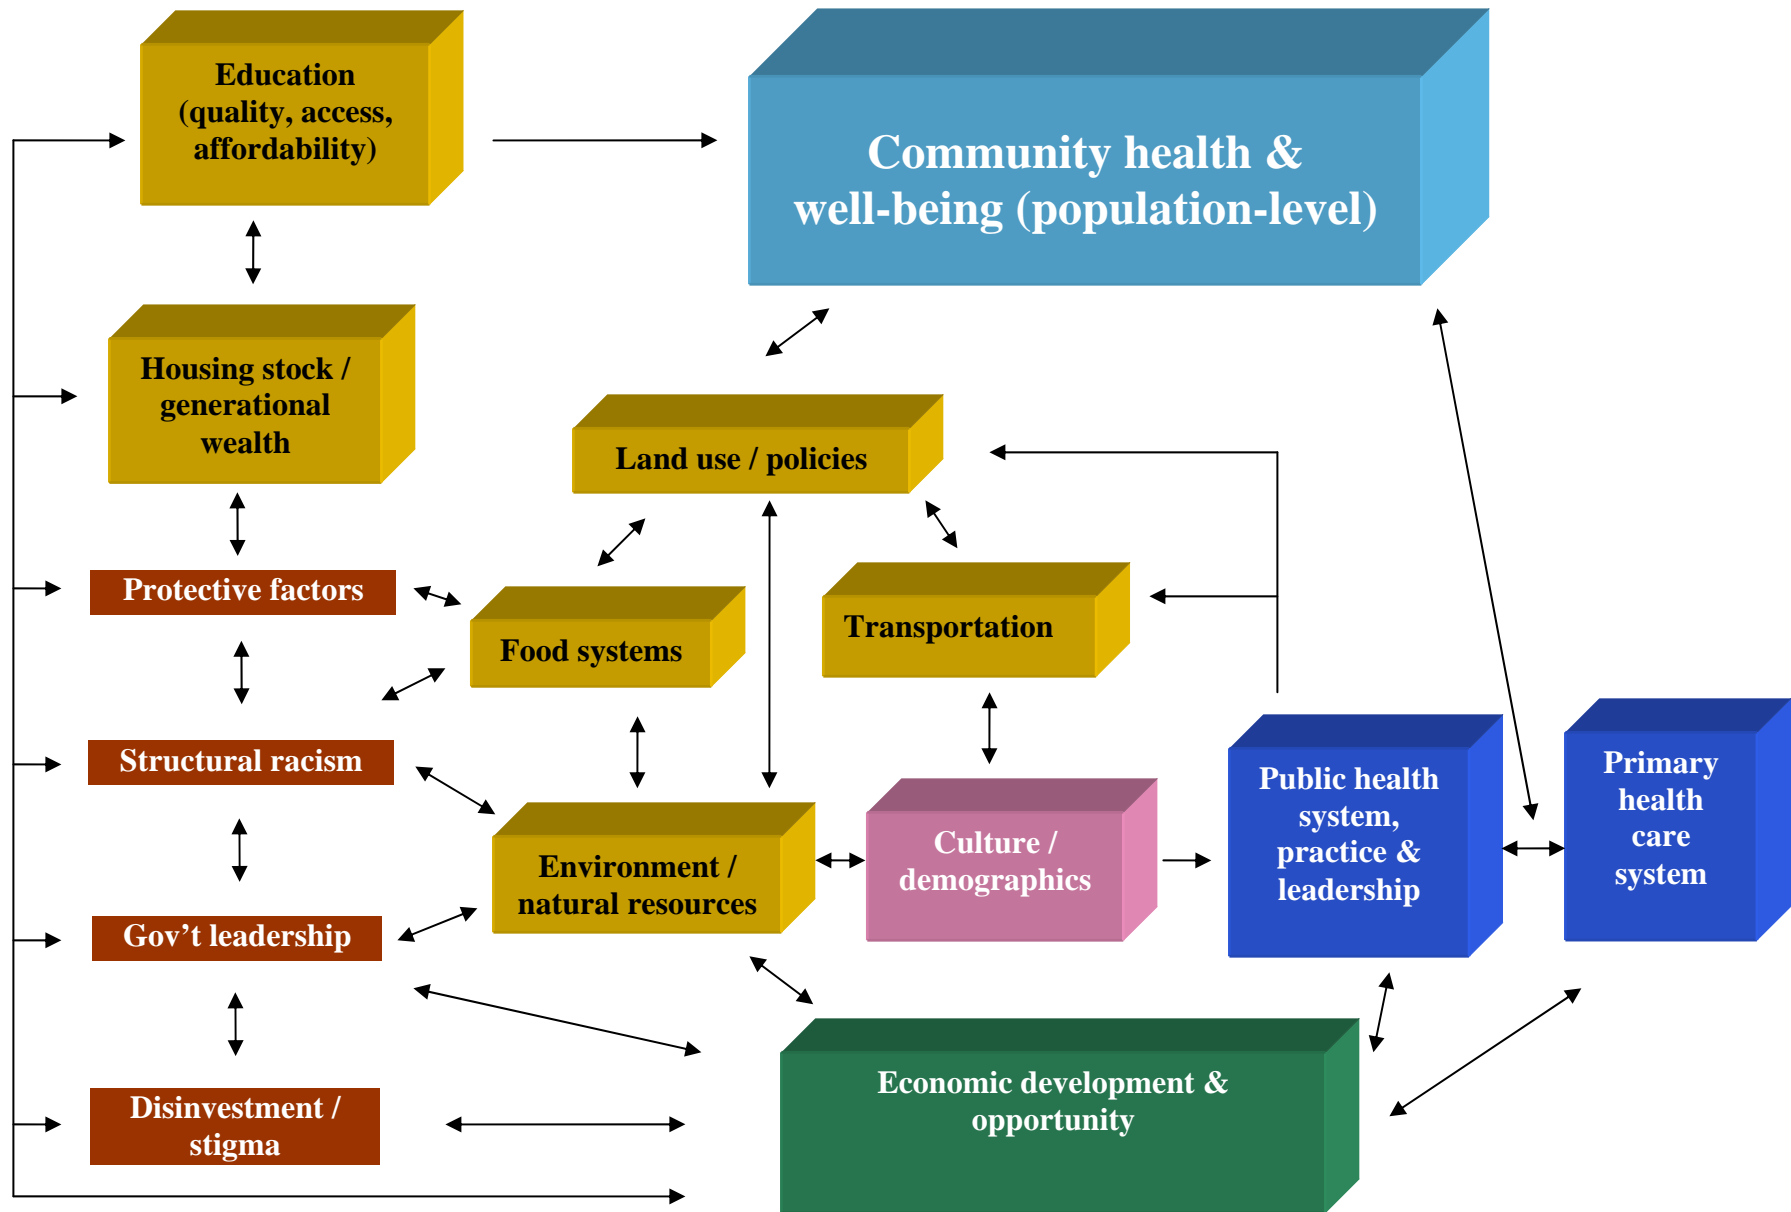 Education
(quality, access,
affordability)
Community health &
well-being (population-level)
Housing stock /
generational
wealth
Land use / policies
Protective factors
Food systems
Transportation
Structural racism
Environment /
natural resources
Culture /
demographics
Public health
system,
practice &
leadership
Primary
health
care
system
Gov’t leadership
Disinvestment /
stigma
Economic development &
opportunity